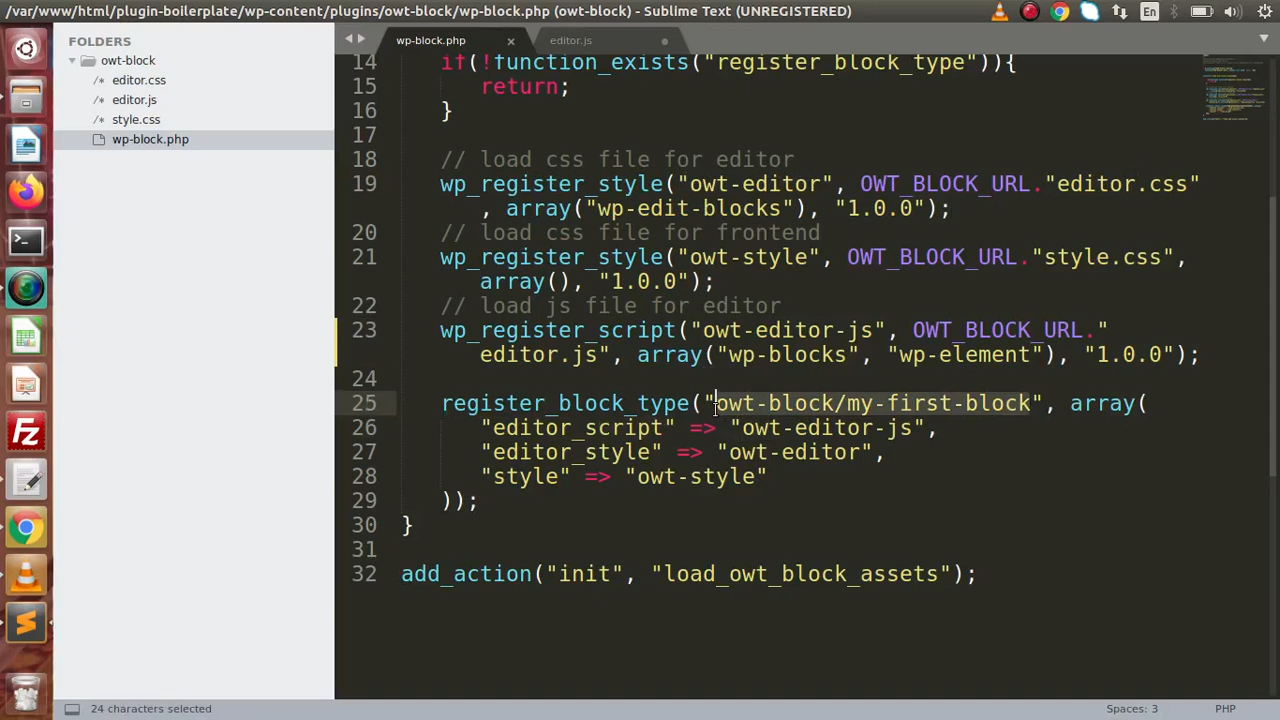 /var/www/html/plugin-boilerplate/wp-content/plugins/owt-block/wp-block.php (owt-block) - Sublime Text (UNREGISTERED)
En
FOLDERS
owt-block
/* editor.css
/* editor.js
/* style.css
wp-block.php
wp-block.php ×
editor.js
14 if(!function_exists("register_block_type")){
15 return;
16 }
17
18 // load css file for editor
19 wp_register_style("owt-editor", OWT_BLOCK_URL."editor.css"
, array("wp-edit-blocks"), "1.0.0");
20 // load css file for frontend
21 wp_register_style("owt-style", OWT_BLOCK_URL."style.css",
array(), "1.0.0");
22 // load js file for editor
23 wp_register_script("owt-editor-js", OWT_BLOCK_URL."
editor.js", array("wp-blocks", "wp-element"), "1.0.0");
24
25 register_block_type("owt-block/my-first-block", array(
26 "editor_script" => "owt-editor-js",
27 "editor_style" => "owt-editor",
28 "style" => "owt-style"
29 ));
30 }
31
32 add_action("init", "load_owt_block_assets");
24 characters selected
Spaces: 3
PHP